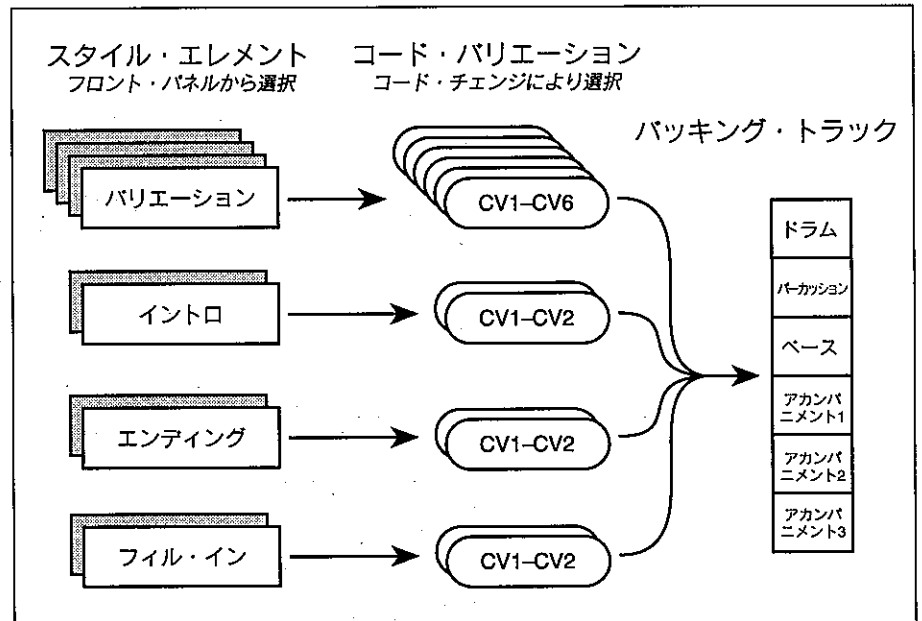 スタイル・エレメント
フロント・パネルから選択
コード・バリエーション
コード・チェンジにより選択
バッキング・トラック
バリエーション
CV1–CV6
イントロ
CV1–CV2
エンディング
CV1–CV2
フィル・イン
CV1–CV2
ドラム
パーカッション
ベース
アカンパ
ニメント1
アカンパ
ニメント2
アカンパ
ニメント3